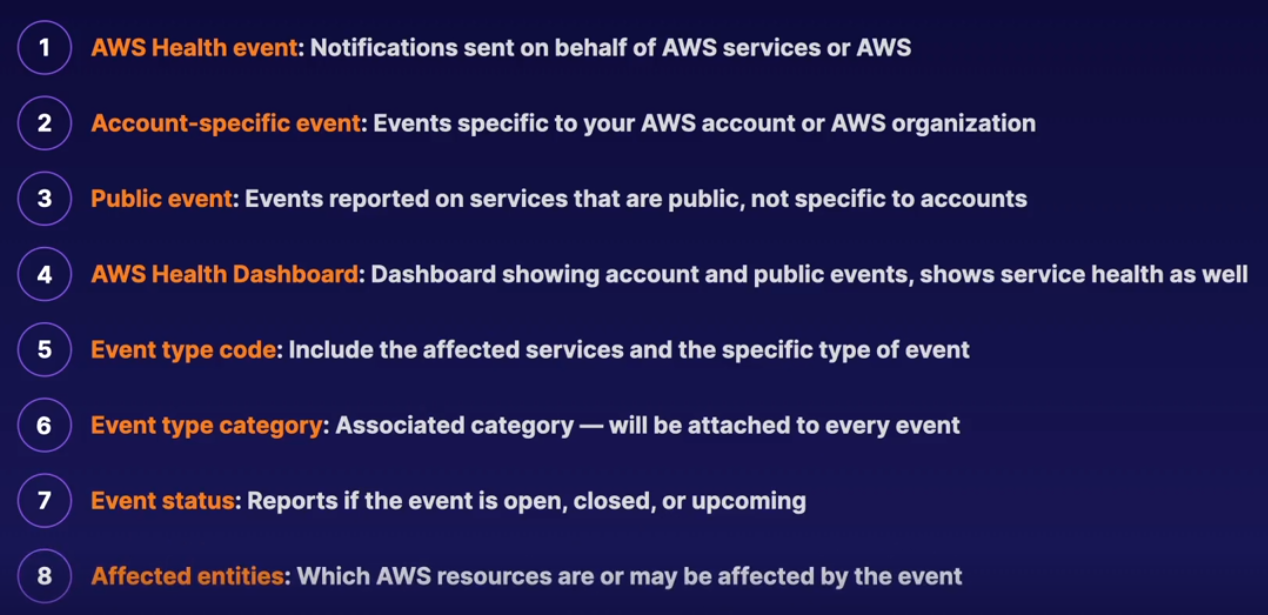 1 AWS Health event: Notifications sent on behalf of AWS services or AWS
2 Account-specific event: Events specific to your AWS account or AWS organization
3 Public event: Events reported on services that are public, not specific to accounts
4 AWS Health Dashboard: Dashboard showing account and public events, shows service health as well
5 Event type code: Include the affected services and the specific type of event
6 Event type category: Associated category — will be attached to every event
7 Event status: Reports if the event is open, closed, or upcoming
8 Affected entities: Which AWS resources are or may be affected by the event